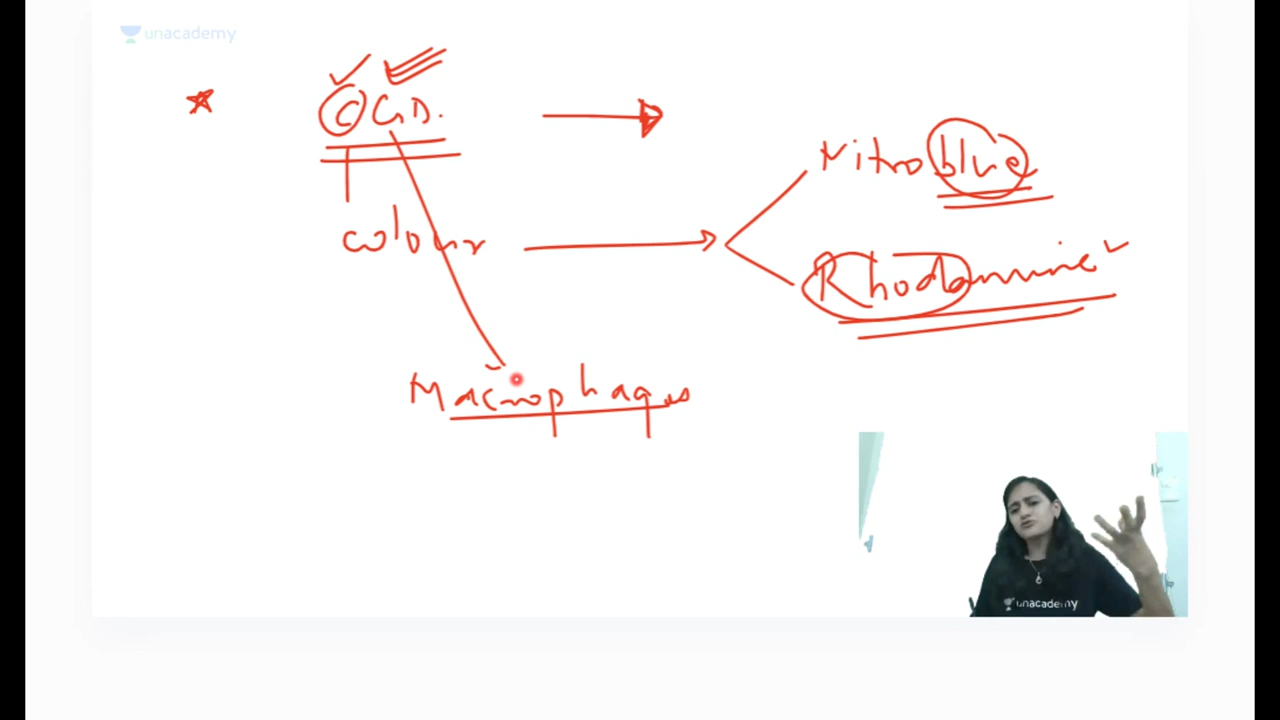 unacademy
CGD.
Nitroblue
colour
Rhodamine
Macrophages
unacademy